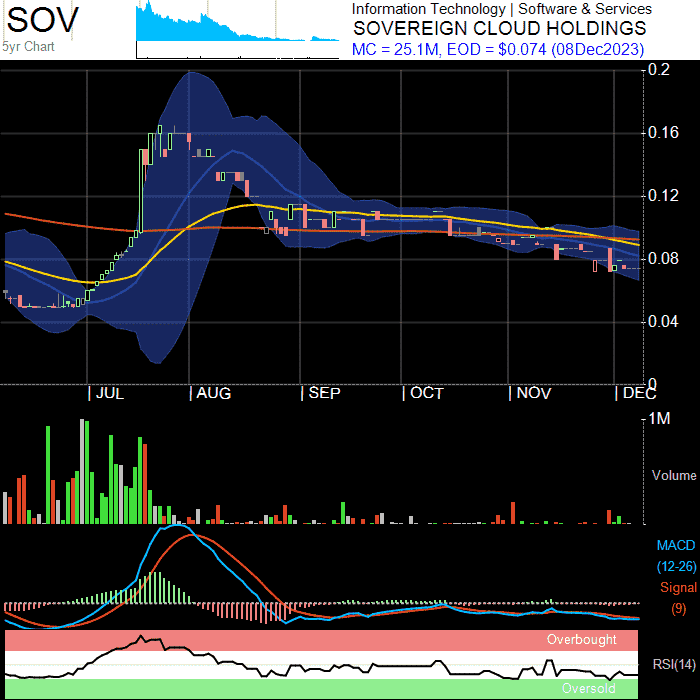 SOV
5yr Chart
Information Technology | Software & Services
SOVEREIGN CLOUD HOLDINGS
MC = 25.1M, EOD = $0.074 (08Dec2023)
0.2
0.16
0.12
0.08
0.04
0
| JUL | AUG | SEP | OCT | NOV | DEC
1M
Volume
MACD
(12-26)
Signal
(9)
Overbought
RSI(14)
Oversold